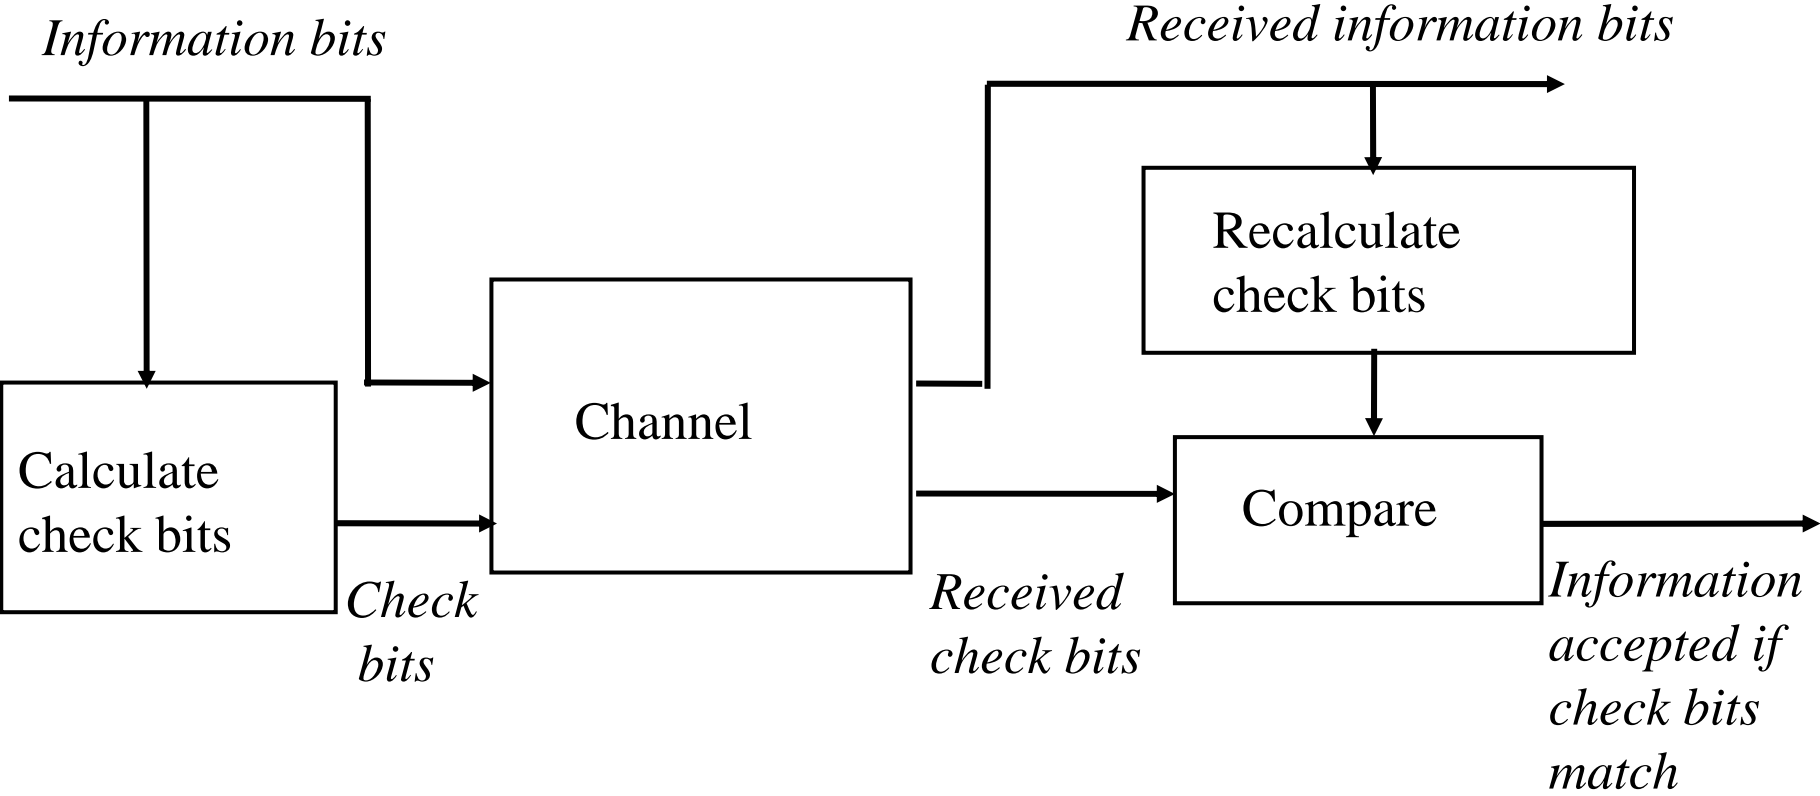 Information bits
Received information bits
Recalculate
check bits
Channel
Calculate
check bits
Compare
Check
bits
Received
check bits
Information
accepted if
check bits
match